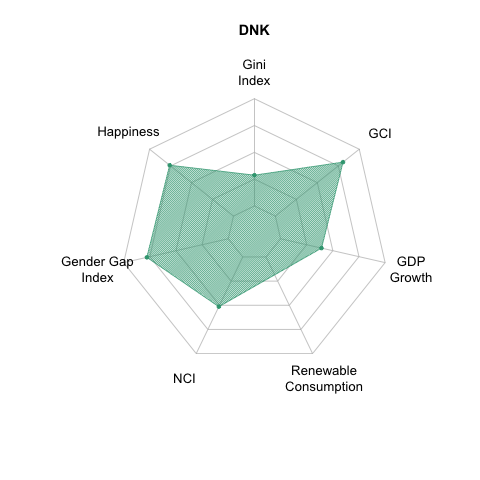 DNK
Gini
Index
GCI
GDP
Growth
Renewable
Consumption
NCI
Gender Gap
Index
Happiness